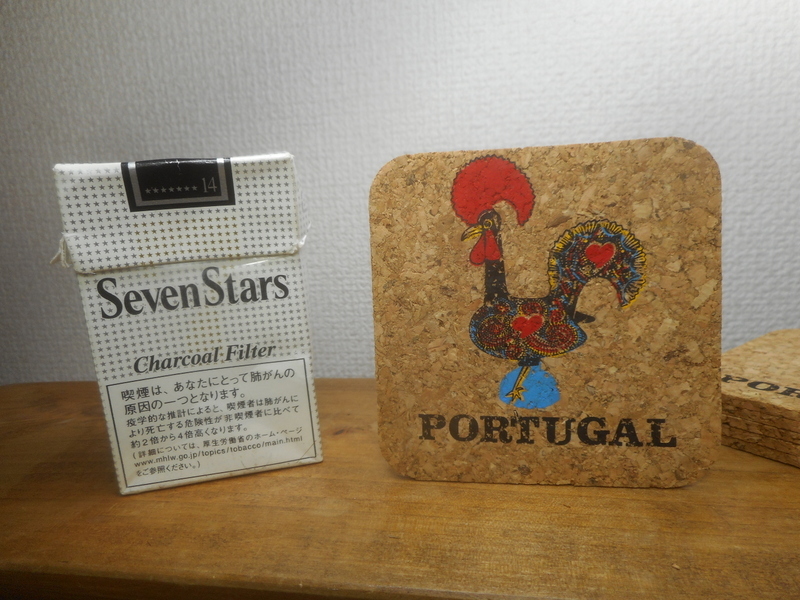 14
Seven Stars
Charcoal Filter
喫煙は、あなたにとって肺がんの
原因の一つとなります。
疫学的な推計によると、喫煙者は肺がんに
より死亡する危険性が非喫煙者に比べて
約2倍から4倍高くなります。
(詳細については、厚生労働省のホーム・ページ
www.mhlw.go.jp/topics/tobacco/main.html
をご参照ください。)
PORTUGAL
POR